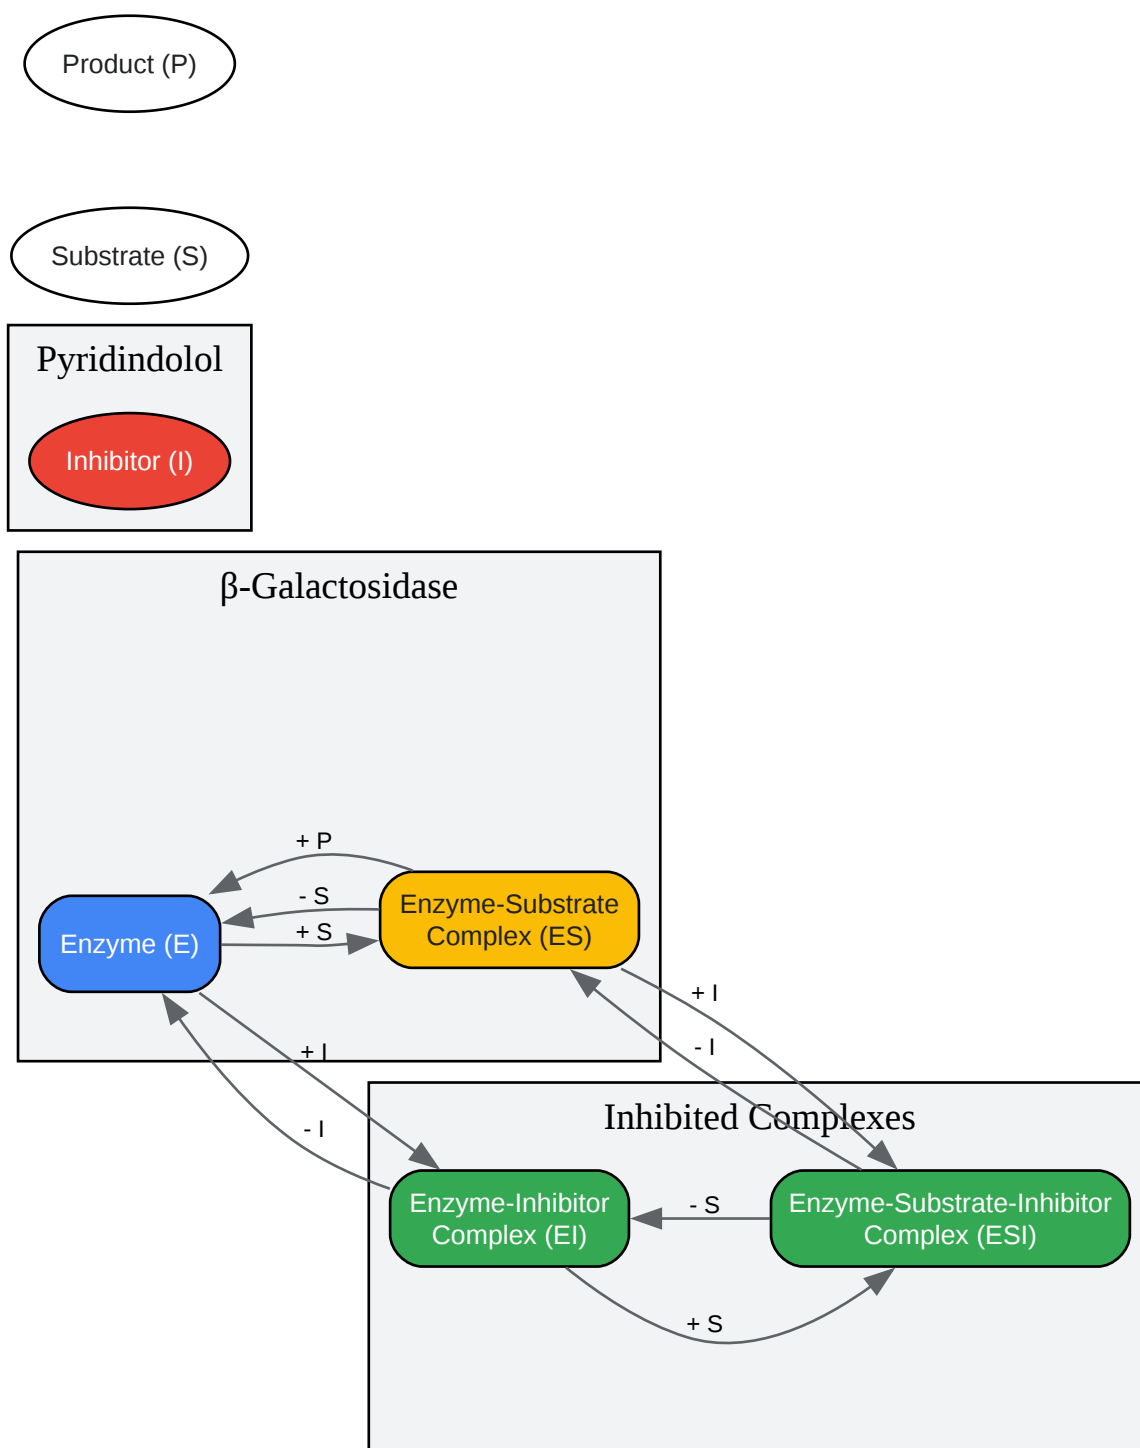 Product (P)
Substrate (S)
Pyridindolol
Inhibitor (I)
β-Galactosidase
+ P
- S
+ S
Enzyme (E)
Enzyme-Substrate
Complex (ES)
+ I
- I
+ I
- I
Inhibited Complexes
Enzyme-Inhibitor
Complex (EI)
- S
Enzyme-Substrate-Inhibitor
Complex (ESI)
+ S